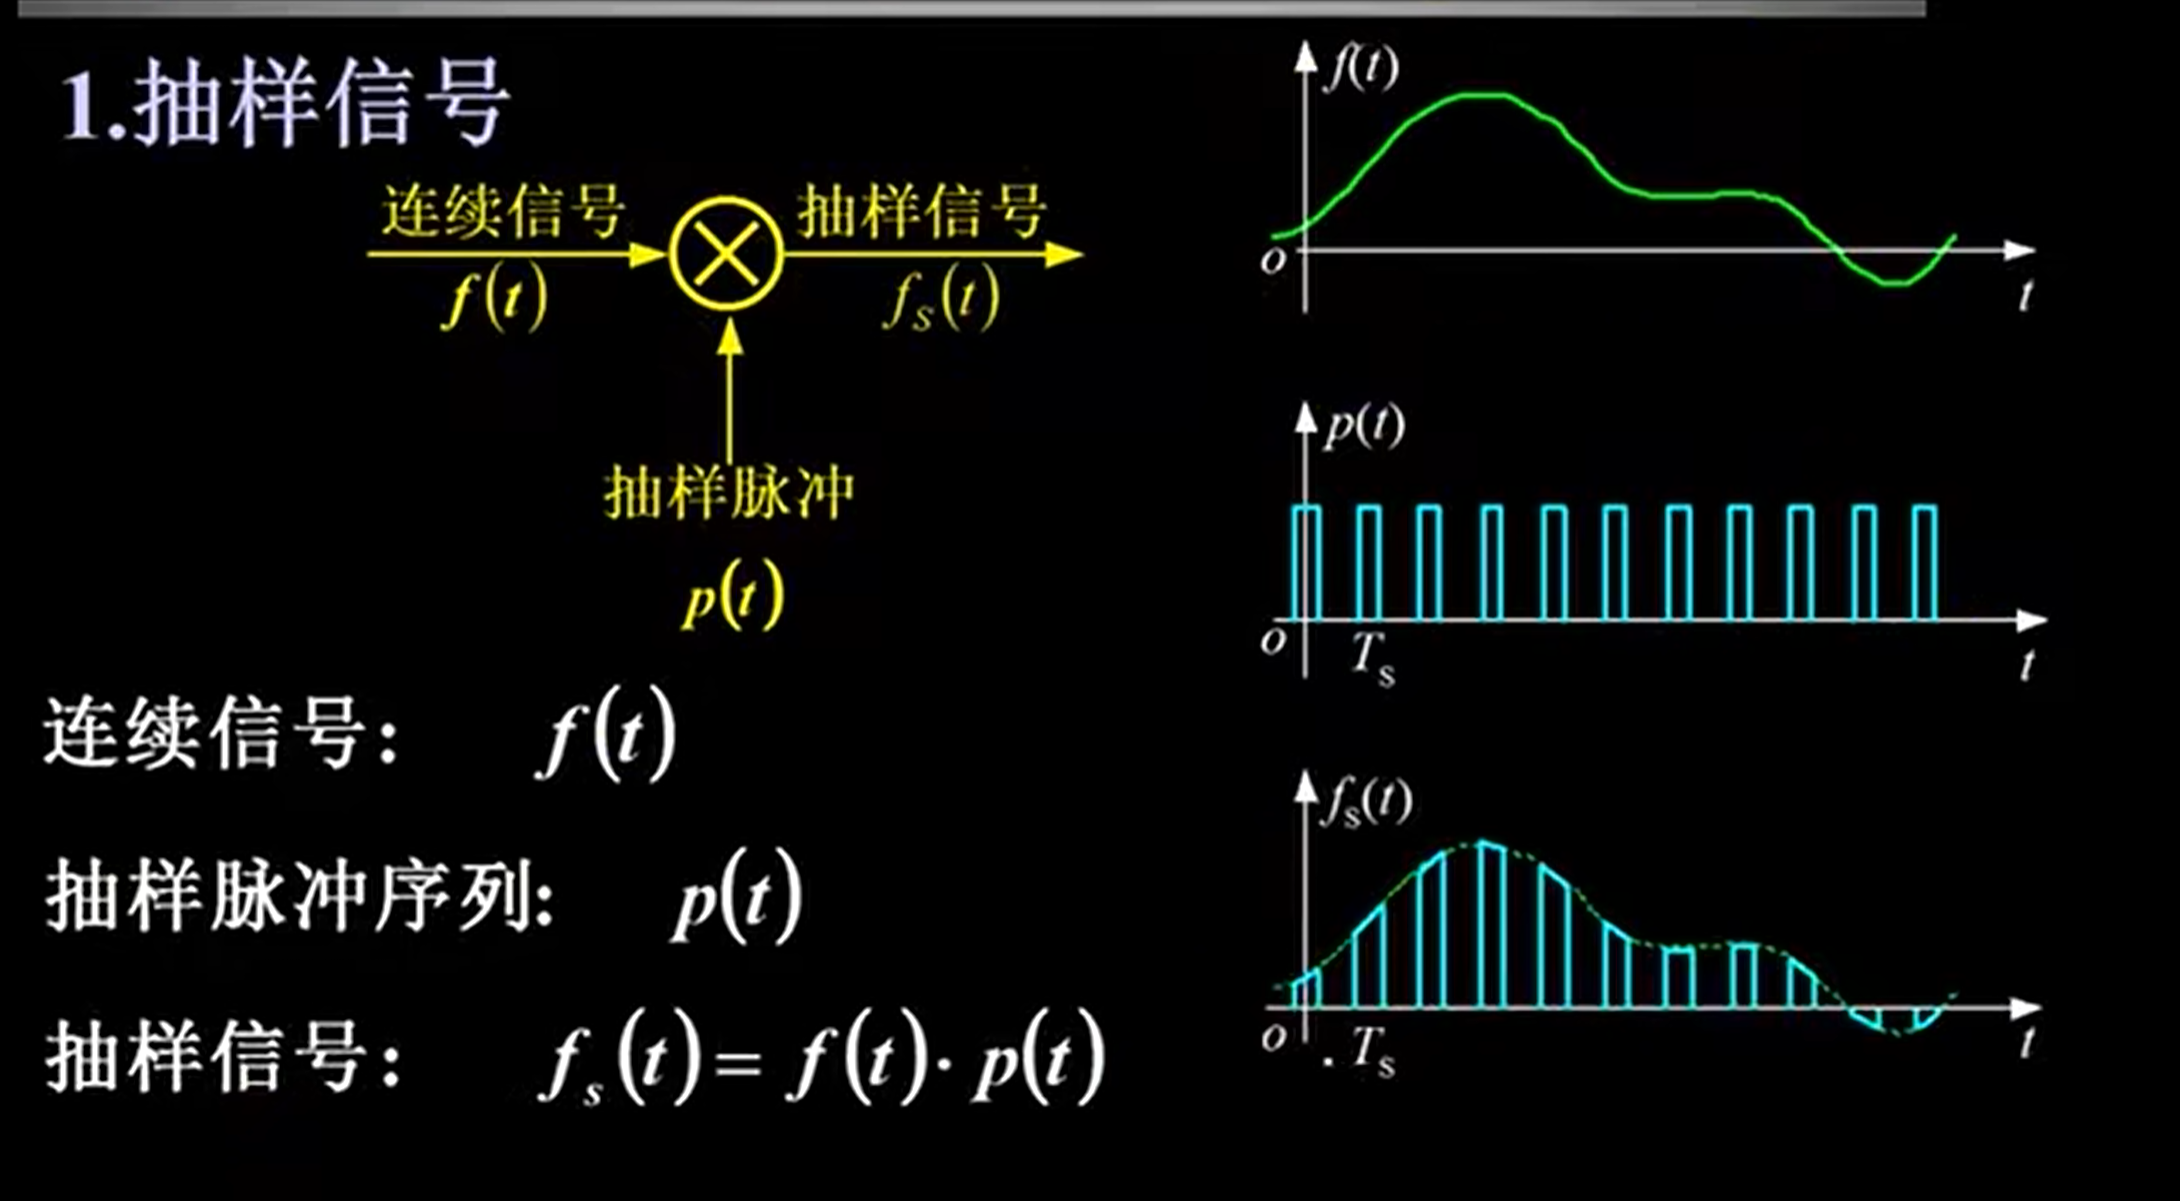 1.抽样信号
连续信号
抽样信号
f(t)
f_S(t)
抽样脉冲
p(t)
连续信号： f(t)
抽样脉冲序列: p(t)
抽样信号： f_s(t)= f(t)· p(t)
f(t)
o
t
p(t)
o T_s
t
f_s(t)
o . T_s
t